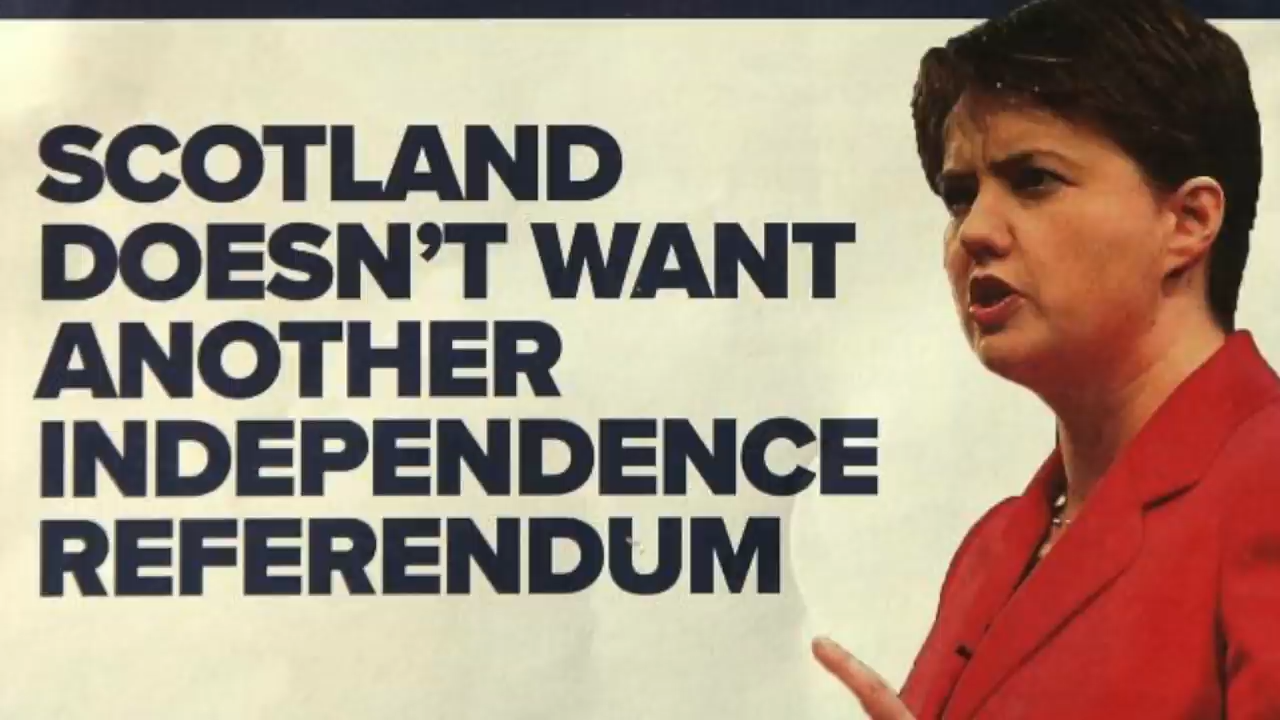 SCOTLAND
DOESN’T WANT
ANOTHER
INDEPENDENCE
REFERENDUM